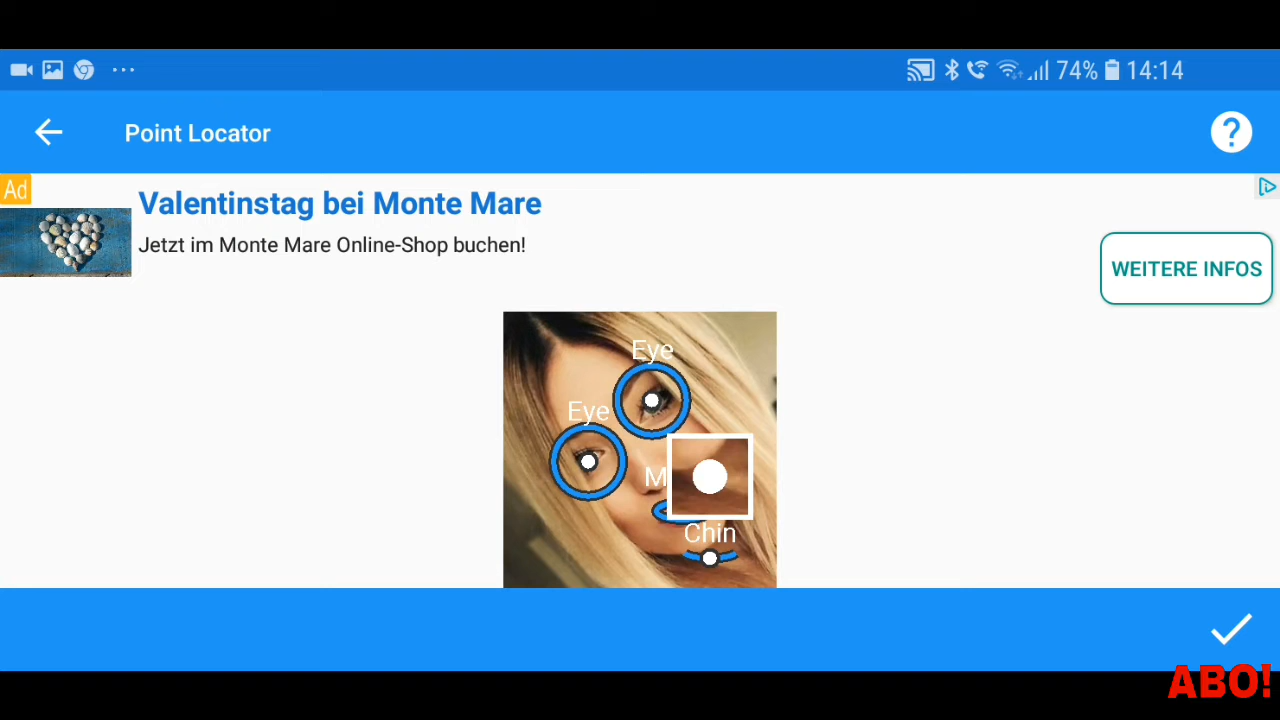 74% 14:14
Point Locator
Ad
Valentinstag bei Monte Mare
Jetzt im Monte Mare Online-Shop buchen!
WEITERE INFOS
Eye
Eye
M
Chin
ABO!